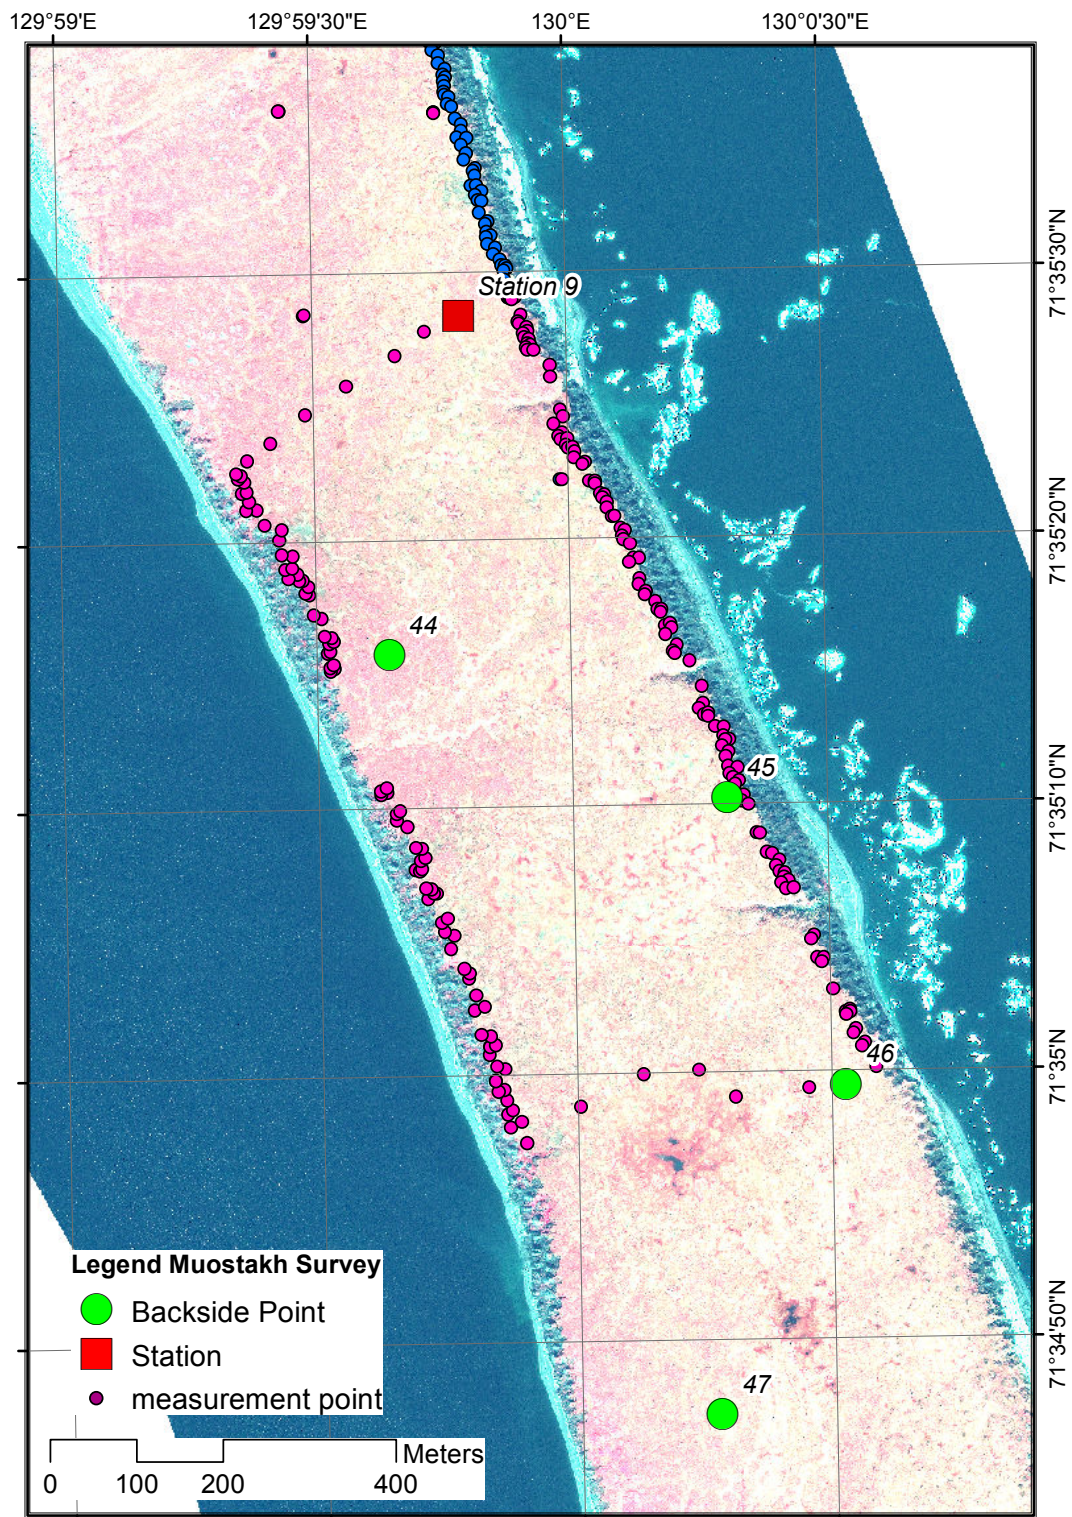 129°59'E 129°59'30"E 130°0'E 130°0'30"E
71°35'30"N
Station 9
71°35'20"N
44
45
71°35'10"N
46
71°35'N
Legend Muostakh Survey
Backside Point
Station
measurement point
71°34'50"N
47
Meters
0 100 200 400